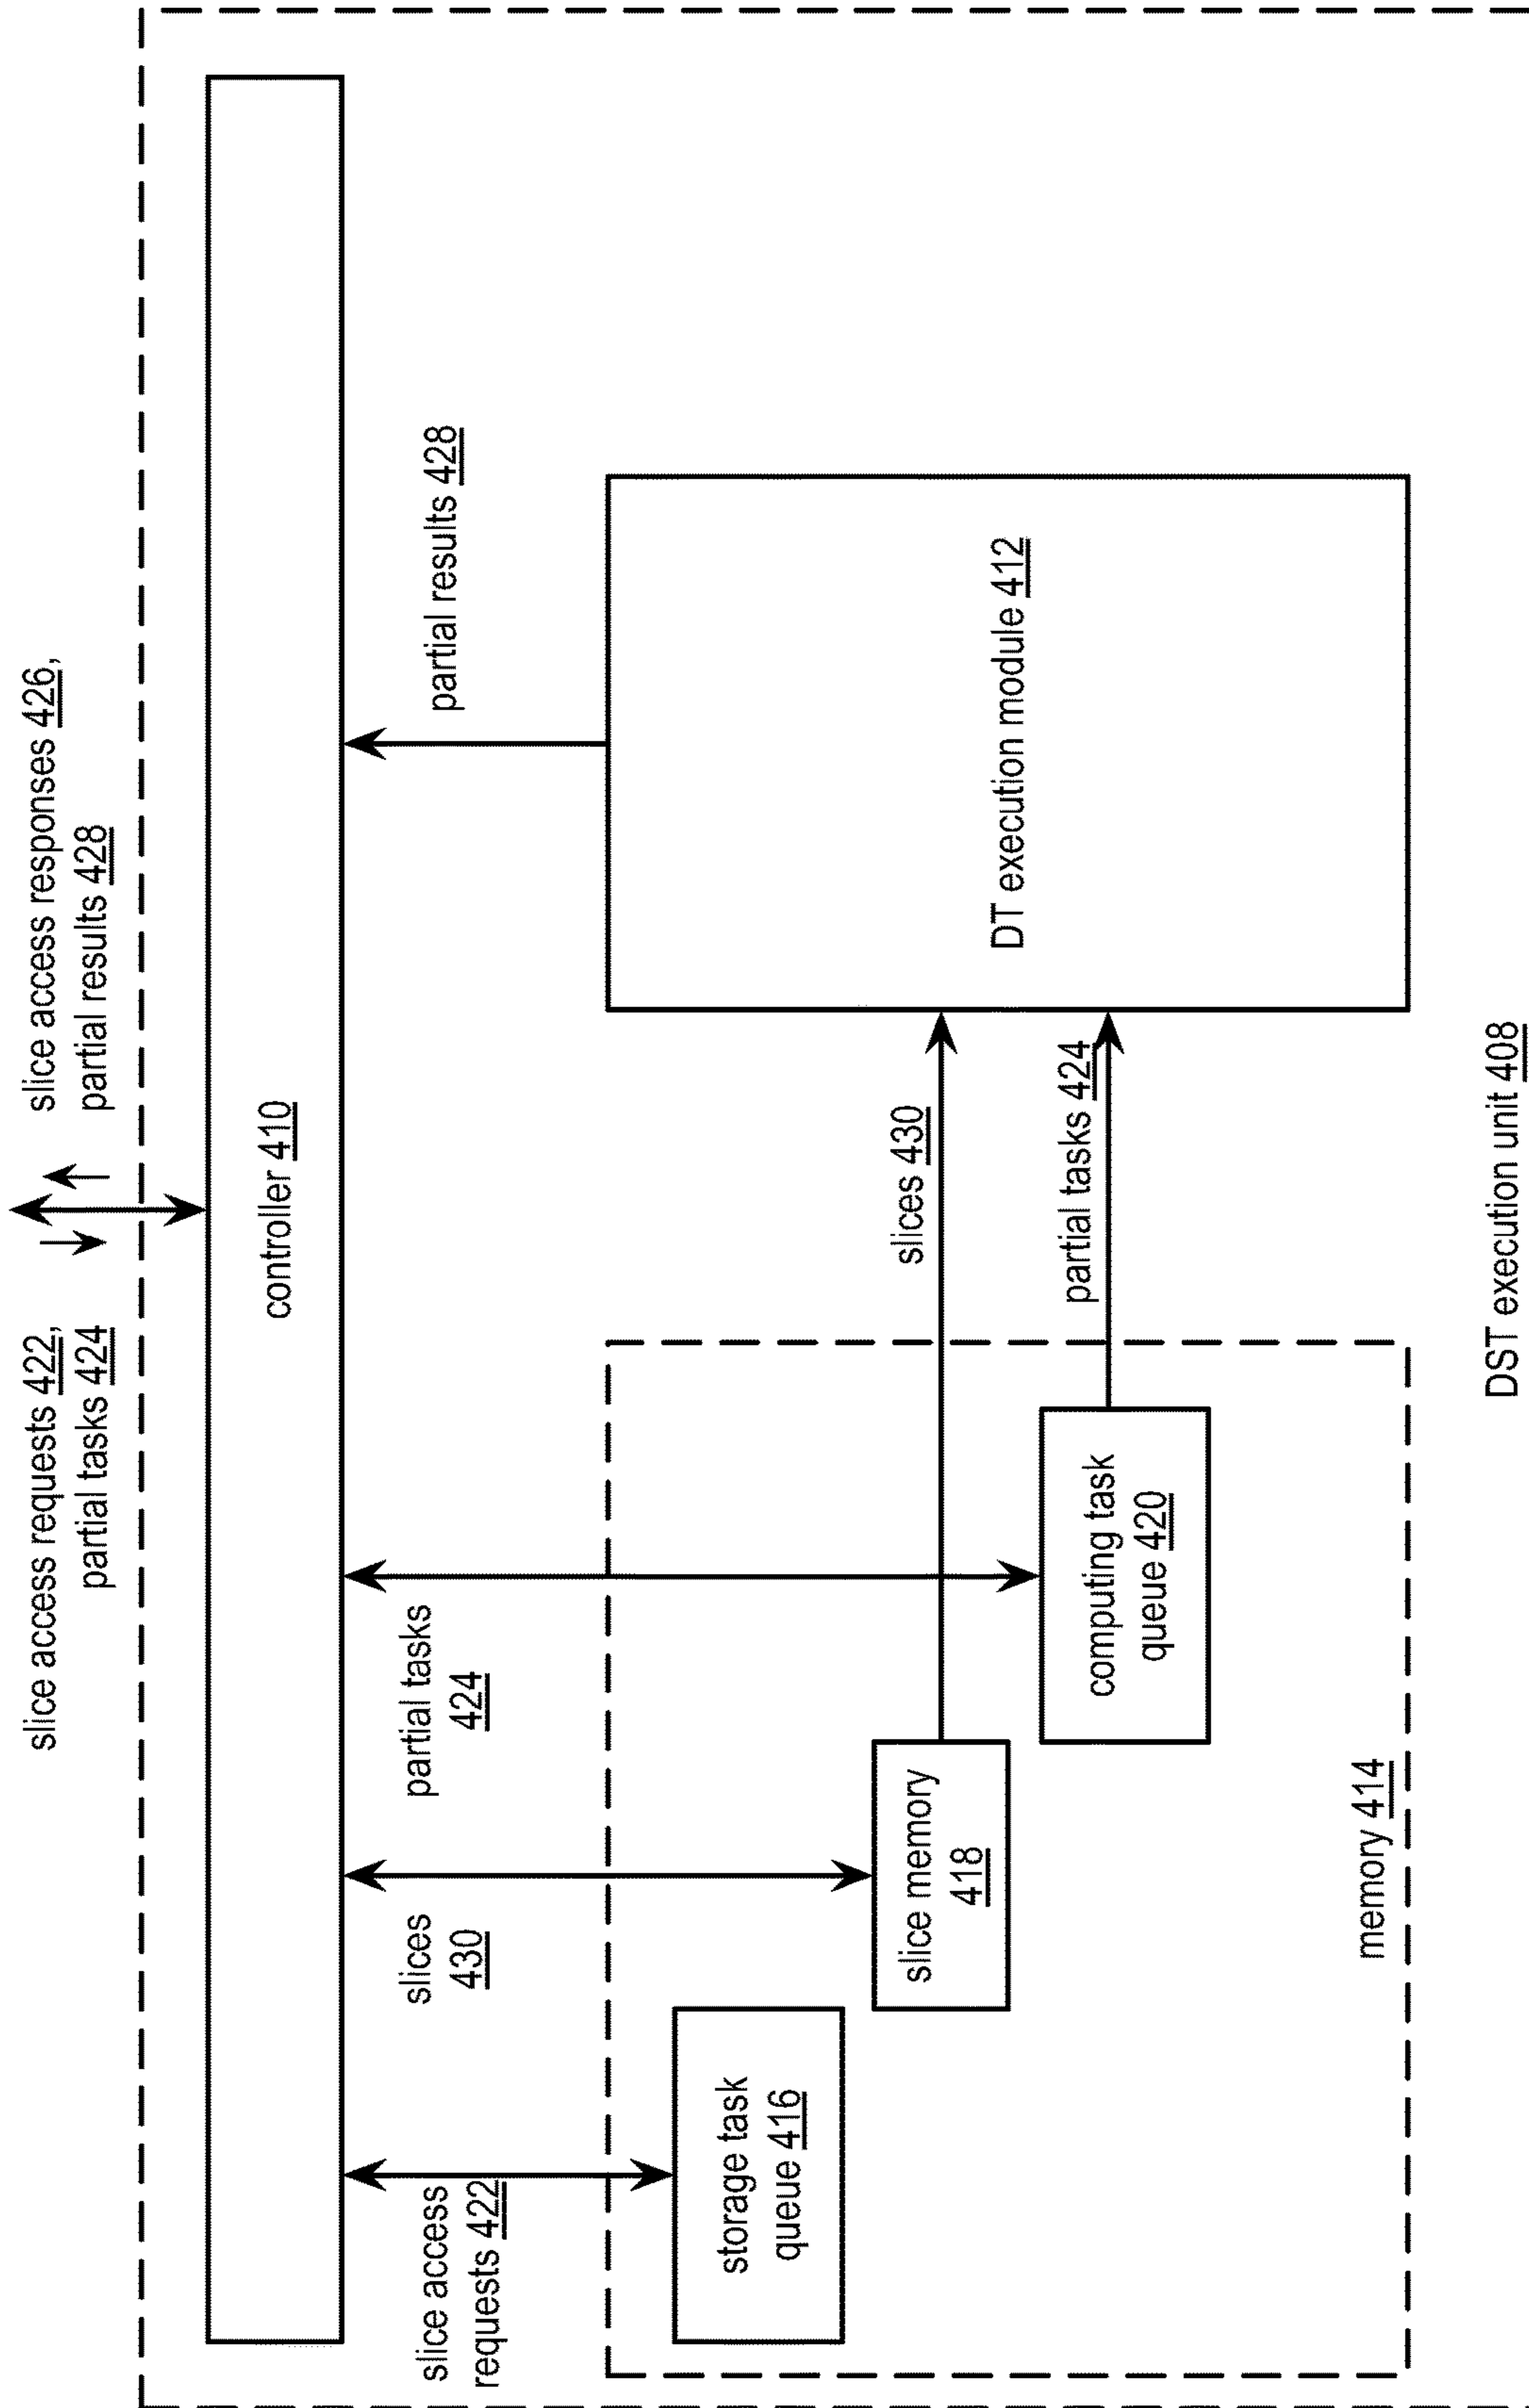 slice access requests 422,
partial tasks 424
slice access responses 426,
partial results 428
controller 410
slice access
requests 422
slices
430
partial tasks
424
partial results 428
storage task
queue 416
slice memory
418
computing task
queue 420
slices 430
partial tasks 424
DT execution module 412
memory 414
DST execution unit 408